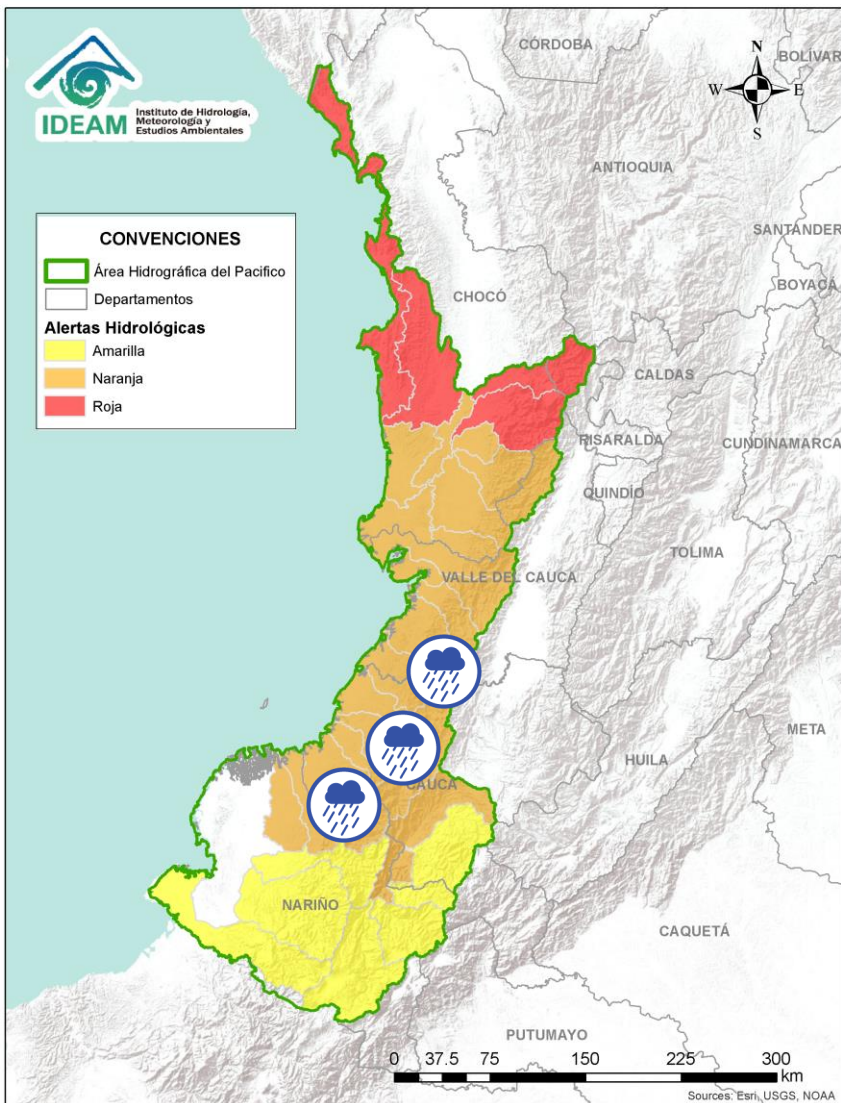 IDEAM
Instituto de Hidrología,
Meteorología y
Estudios Ambientales
CÓRDOBA
BOLÍVAR
N
W
E
S
ANTIOQUIA
SANTANDER
CONVENCIONES
Área Hidrográfica del Pacifico
Departamentos
Alertas Hidrológicas
Amarilla
Naranja
Roja
BOYACÁ
CHOCÓ
CALDAS
RISARALDA
CUNDINAMARCA
QUINDÍO
TOLIMA
VALLE DEL CAUCA
META
HUILA
CAUCA
NARIÑO
CAQUETÁ
PUTUMAYO
0 37.5 75 150 225 300
km
Sources: Esri, USGS, NOAA